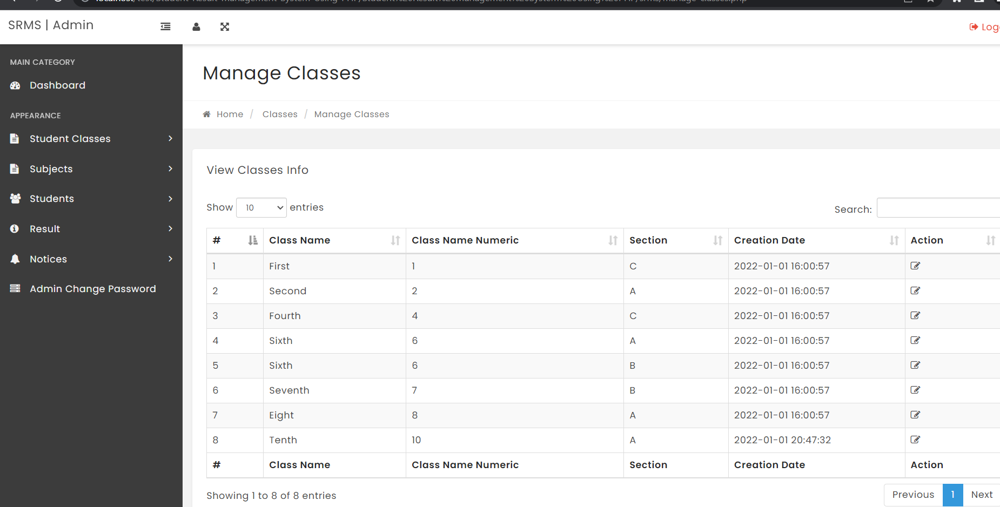 SRMS | Admin
MAIN CATEGORY
Dashboard
APPEARANCE
Student Classes
Subjects
Students
Result
Notices
Admin Change Password
Manage Classes
Home / Classes / Manage Classes
View Classes Info
Show 10 entries
Search:
# Class Name Class Name Numeric Section Creation Date Action
1 First 1 C 2022-01-01 16:00:57
2 Second 2 A 2022-01-01 16:00:57
3 Fourth 4 C 2022-01-01 16:00:57
4 Sixth 6 A 2022-01-01 16:00:57
5 Sixth 6 B 2022-01-01 16:00:57
6 Seventh 7 B 2022-01-01 16:00:57
7 Eight 8 A 2022-01-01 16:00:57
8 Tenth 10 A 2022-01-01 20:47:32
# Class Name Class Name Numeric Section Creation Date Action
Showing 1 to 8 of 8 entries
Previous 1 Next